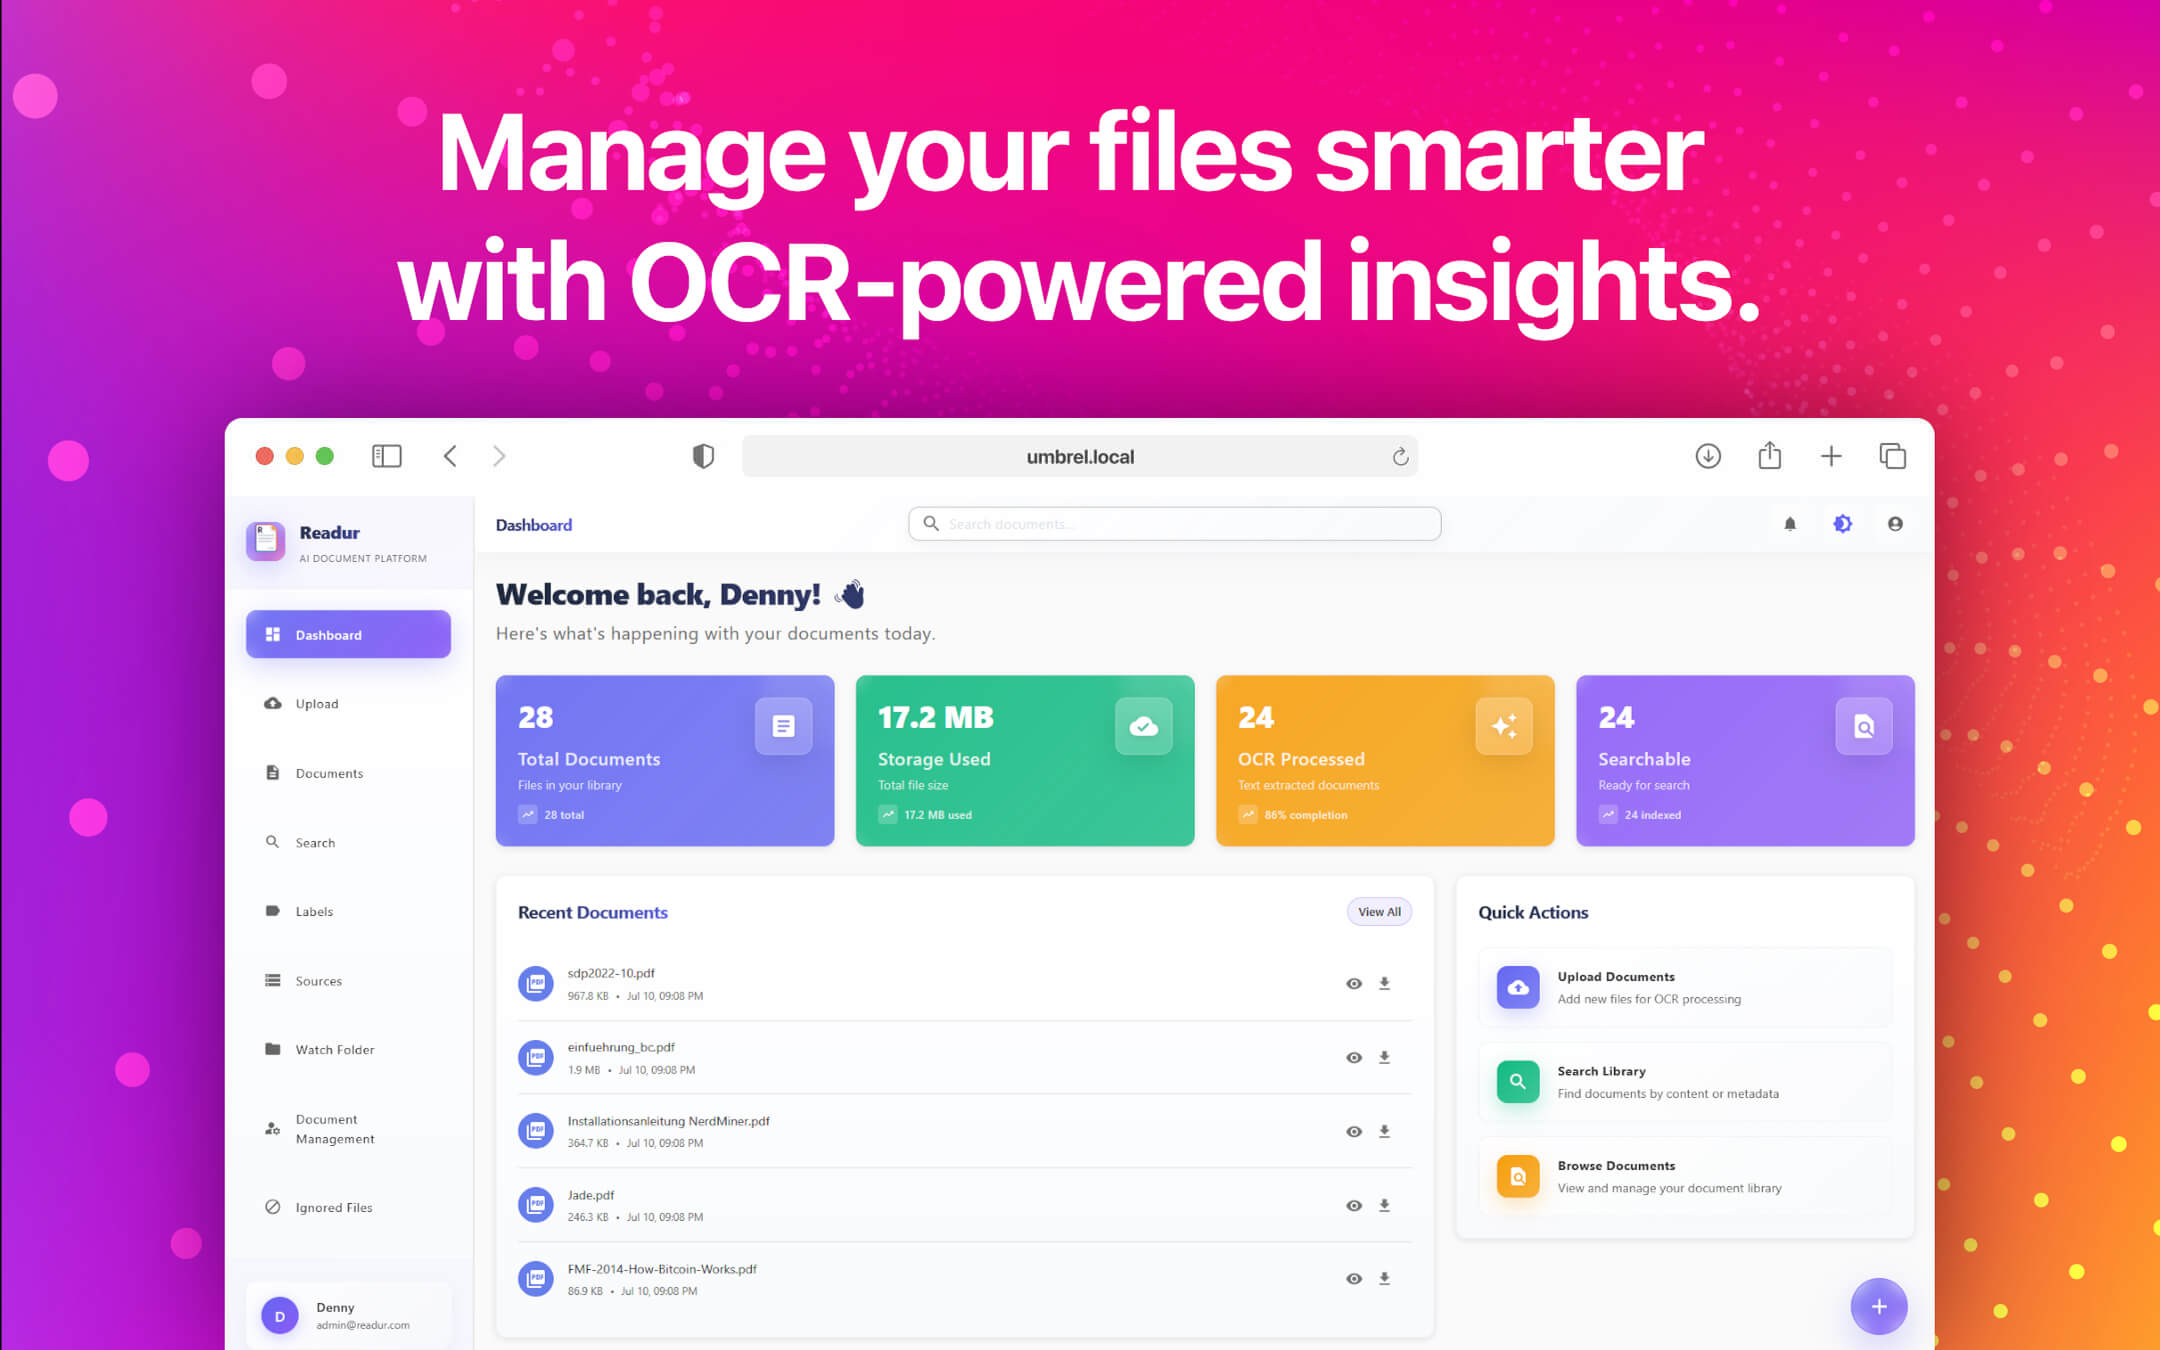 Manage your files smarter
with OCR-powered insights.
umbrel.local
Readur
AI DOCUMENT PLATFORM
Dashboard
Search documents...
Dashboard
Upload
Documents
Search
Labels
Sources
Watch Folder
Document
Management
Ignored Files
D
Denny
admin@readur.com
Welcome back, Denny! 👋
Here's what's happening with your documents today.
28
Total Documents
Files in your library
28 total
17.2 MB
Storage Used
Total file size
17.2 MB used
24
OCR Processed
Text extracted documents
86% completion
24
Searchable
Ready for search
24 indexed
Recent Documents
View All
PDF
sdp2022-10.pdf
967.8 KB • Jul 10, 09:08 PM
PDF
einfuehrung_bc.pdf
1.9 MB • Jul 10, 09:08 PM
PDF
Installationsanleitung NerdMiner.pdf
364.7 KB • Jul 10, 09:08 PM
PDF
Jade.pdf
246.3 KB • Jul 10, 09:08 PM
PDF
FMF-2014-How-Bitcoin-Works.pdf
86.9 KB • Jul 10, 09:08 PM
Quick Actions
Upload Documents
Add new files for OCR processing
Search Library
Find documents by content or metadata
Browse Documents
View and manage your document library